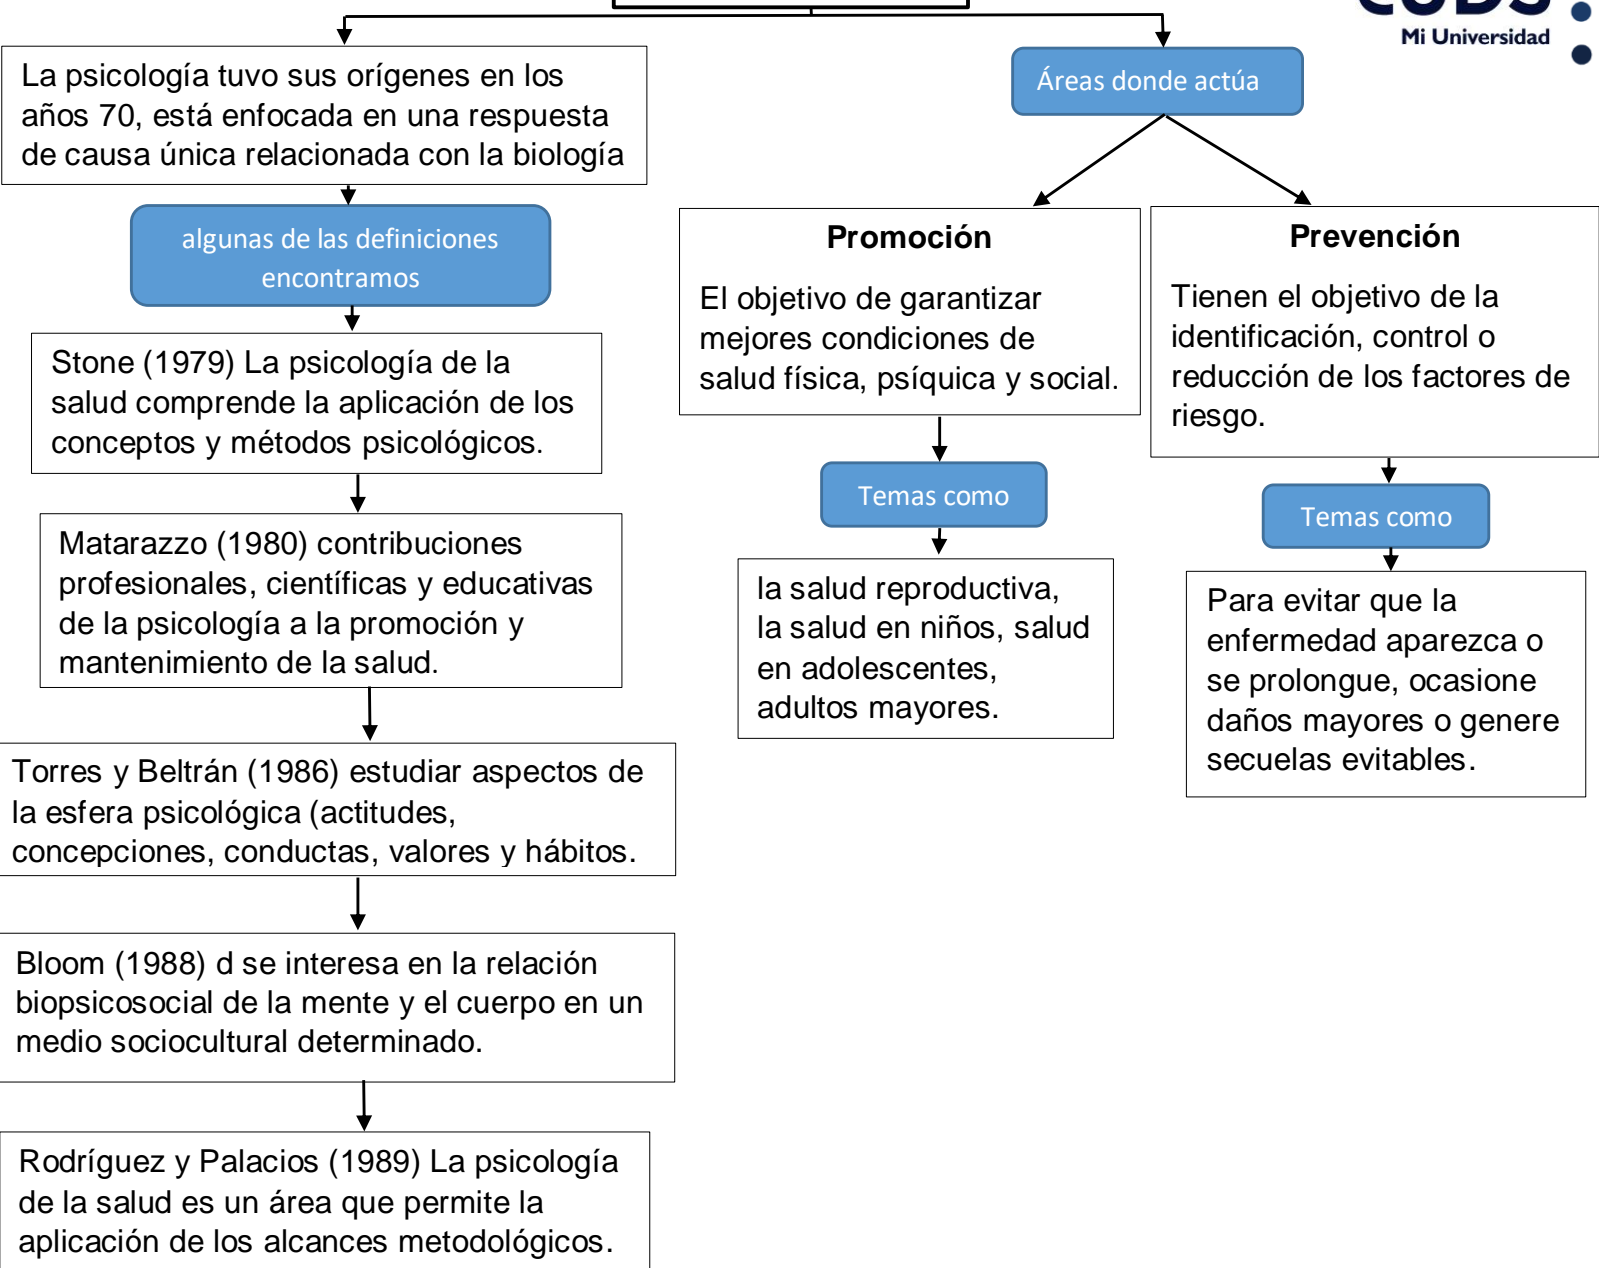 Mi Universidad
La psicología tuvo sus orígenes en los
años 70, está enfocada en una respuesta
de causa única relacionada con la biología
algunas de las definiciones
encontramos
Stone (1979) La psicología de la
salud comprende la aplicación de los
conceptos y métodos psicológicos.
Matarazzo (1980) contribuciones
profesionales, científicas y educativas
de la psicología a la promoción y
mantenimiento de la salud.
Torres y Beltrán (1986) estudiar aspectos de
la esfera psicológica (actitudes,
concepciones, conductas, valores y hábitos.
Bloom (1988) d se interesa en la relación
biopsicosocial de la mente y el cuerpo en un
medio sociocultural determinado.
Rodríguez y Palacios (1989) La psicología
de la salud es un área que permite la
aplicación de los alcances metodológicos.
Áreas donde actúa
Promoción
El objetivo de garantizar
mejores condiciones de
salud física, psíquica y social.
Temas como
la salud reproductiva,
la salud en niños, salud
en adolescentes,
adultos mayores.
Prevención
Tienen el objetivo de la
identificación, control o
reducción de los factores de
riesgo.
Temas como
Para evitar que la
enfermedad aparezca o
se prolongue, ocasione
daños mayores o genere
secuelas evitables.